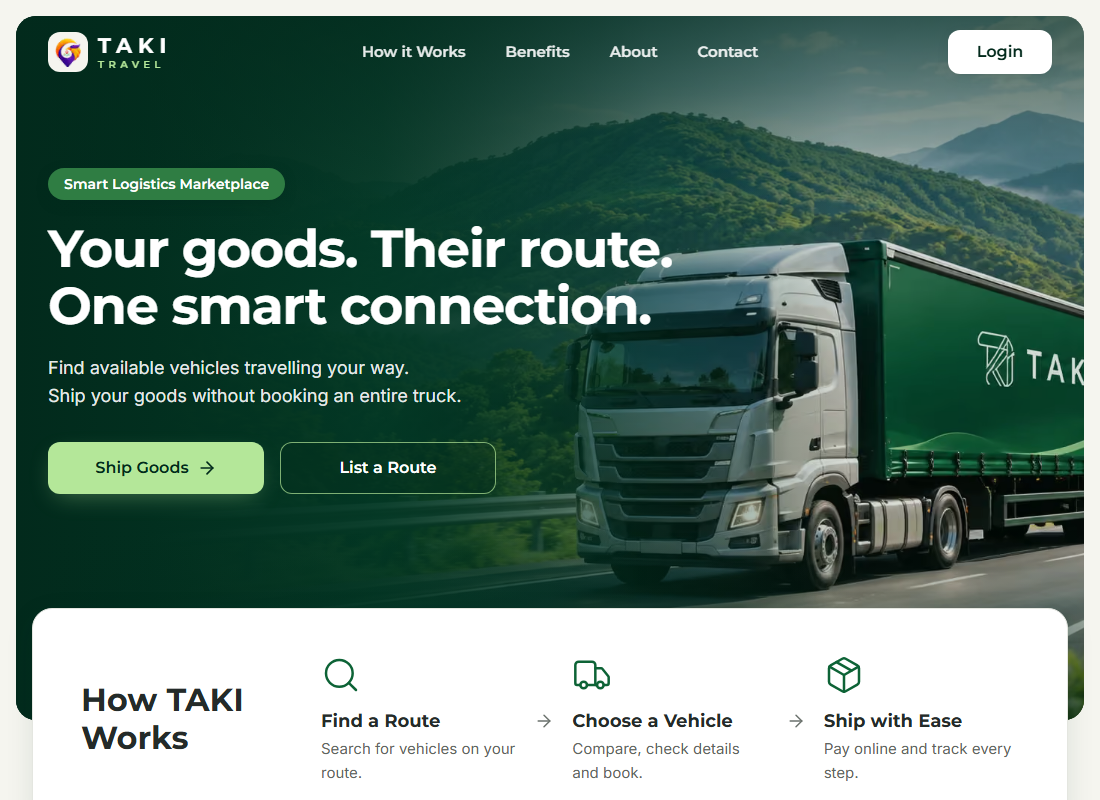 TAKI
TRAVEL
How it Works
Benefits
About
Contact
Login
Smart Logistics Marketplace
Your goods. Their route.
One smart connection.
Find available vehicles travelling your way.
Ship your goods without booking an entire truck.
Ship Goods →
List a Route
TAK
How TAKI
Works
Find a Route
Search for vehicles on your
route.
Choose a Vehicle
Compare, check details
and book.
Ship with Ease
Pay online and track every
step.